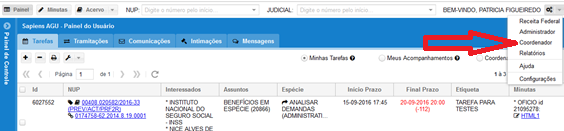 Painel Minutas Acervo NUP: Digite o número pelo início... JUDICIAL: Digite o número pelo início... BEM-VINDO, PATRICIA FIGUEIREDO
Receita Federal
Administrador
Coordenador
Relatórios
Ajuda
Configurações
Painel de Controle
Sapiens AGU - Painel do Usuário
Tarefas Tramitações Comunicações Intimações Mensagens
Minhas Tarefas Meus Acompanhamentos Coordena
Página 1 de 1
1 à 3
Id NUP Interessados Assuntos Espécie Início Prazo Final Prazo Etiqueta Minutas
6027552 00408.020582/2016-33 (PREV/ACT/PRF2R)
0174758-62.2014.8.19.0001
* INSTITUTO NACIONAL DO SEGURO SOCIAL - INSS
* NICE ALVES DE
BENEFÍCIOS EM ESPÉCIE (20866)
ANALISAR DEMANDAS (ADMINISTRATI...
15-09-2016 17:45
20-09-2016 20:00 (-112)
TAREFA PARA TESTES
* OFICIO id 21095278:
HTML1